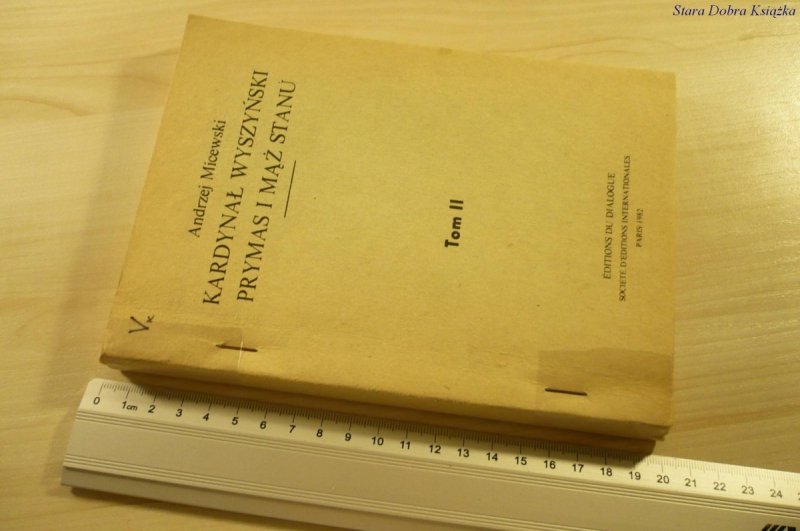 Stara Dobra Książka
Andrzej Micewski
KARDYNAŁ WYSZYŃSKI
PRYMAS I MĄŻ STANU
Tom II
ÉDITIONS DU DIALOGUE
SOCIÉTÉ D'ÉDITIONS INTERNATIONALES
PARIS 1982
Vk
0 1cm 2 3 4 5 6 7 8 9 10 11 12 13 14 15 16 17 18 19 20 21 22 23 24